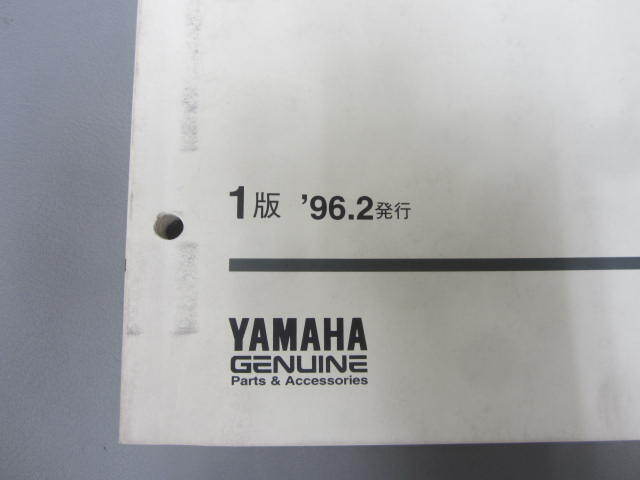 1版 ’96.2発行
YAMAHA
GENUINE
Parts & Accessories